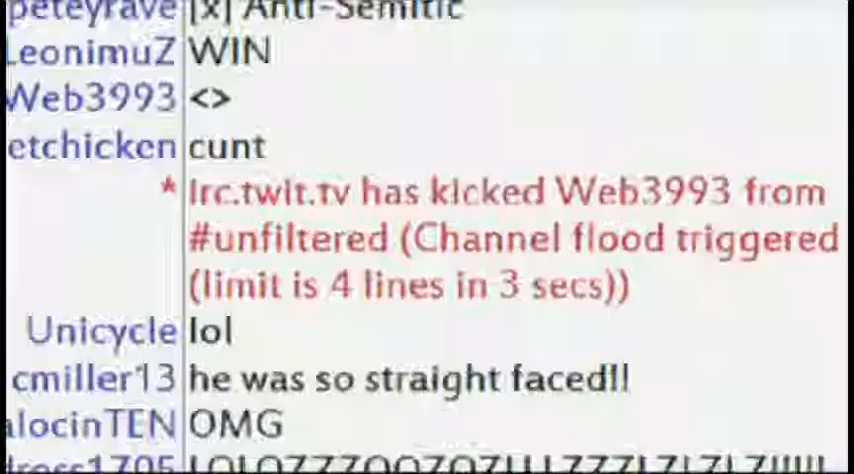 peteyrave [x] Anti-Semitic
LeonimuZ WIN
Web3993 <>
etchicken cunt
* irc.twit.tv has kicked Web3993 from
#unfiltered (Channel flood triggered
(limit is 4 lines in 3 secs))
Unicycle lol
cmiller13 he was so straight faced!!
alocinTEN OMG